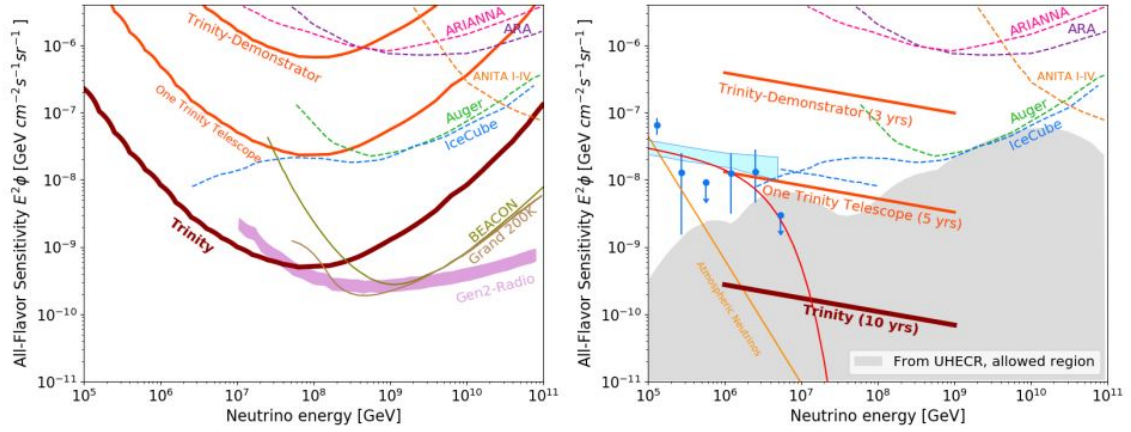 All-Flavor Sensitivity E²ϕ [GeV cm⁻²s⁻¹sr⁻¹]
10⁻⁶
10⁻⁷
10⁻⁸
10⁻⁹
10⁻¹⁰
10⁻¹¹
Trinity-Demonstrator
One Trinity Telescope
Trinity
ARIANNA
ARA
ANITA I-IV
Auger
IceCube
BEACON
Grand 200K
Gen2-Radio
10⁵ 10⁶ 10⁷ 10⁸ 10⁹ 10¹⁰ 10¹¹
Neutrino energy [GeV]
All-Flavor Sensitivity E²ϕ [GeV cm⁻²s⁻¹sr⁻¹]
10⁻⁶
10⁻⁷
10⁻⁸
10⁻⁹
10⁻¹⁰
10⁻¹¹
ARIANNA
ARA
ANITA I-IV
Trinity-Demonstrator (3 yrs)
Auger
IceCube
One Trinity Telescope (5 yrs)
Atmospheric Neutrinos
Trinity (10 yrs)
From UHECR, allowed region
10⁵ 10⁶ 10⁷ 10⁸ 10⁹ 10¹⁰ 10¹¹
Neutrino energy [GeV]